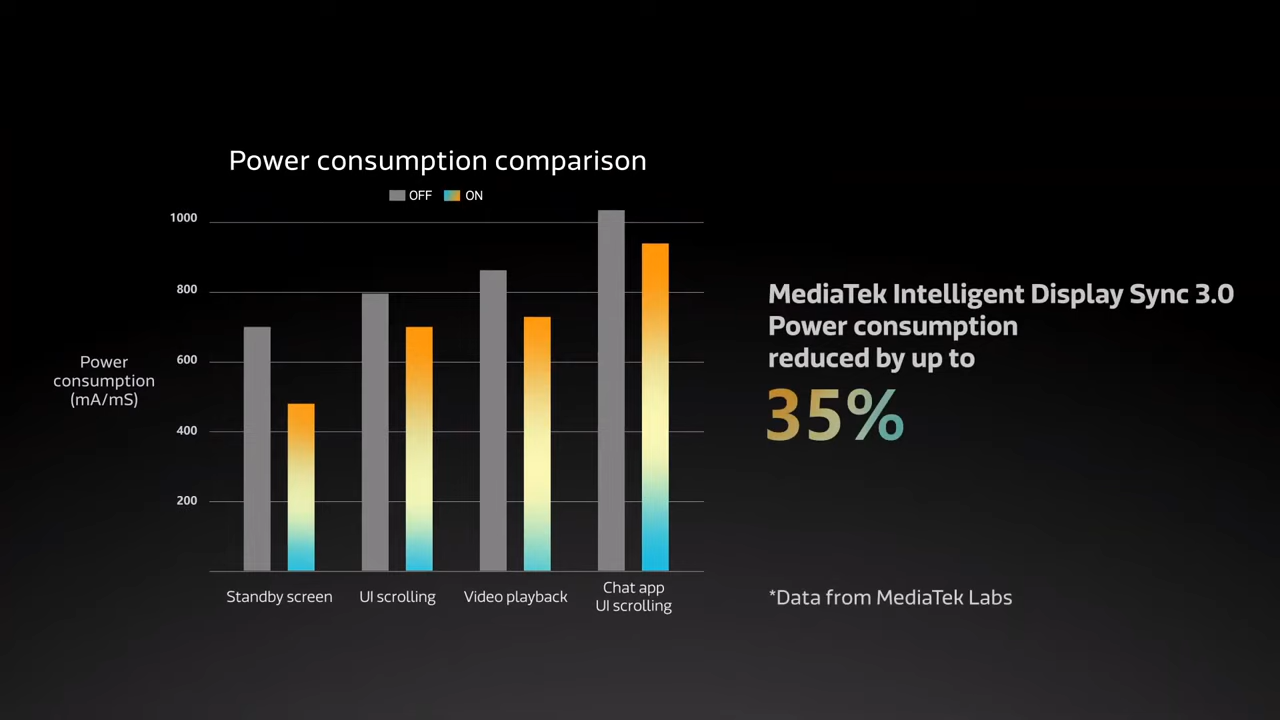 Power consumption comparison
OFF ON
1000
800
600
400
200
Power
consumption
(mA/mS)
Standby screen
UI scrolling
Video playback
Chat app
UI scrolling
MediaTek Intelligent Display Sync 3.0
Power consumption
reduced by up to
35%
*Data from MediaTek Labs